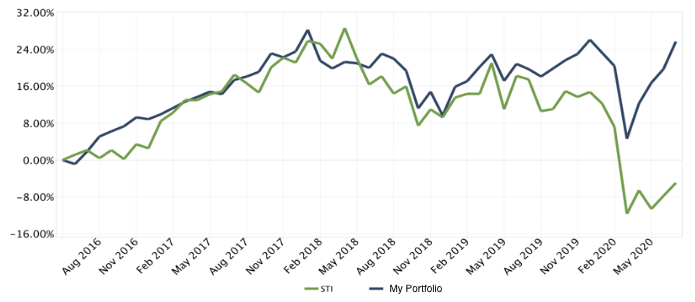 32.00%
24.00%
16.00%
8.00%
0.00%
-8.00%
-16.00%
Aug 2016
Nov 2016
Feb 2017
May 2017
Aug 2017
Nov 2017
Feb 2018
May 2018
Aug 2018
Nov 2018
Feb 2019
May 2019
Aug 2019
Nov 2019
Feb 2020
May 2020
STI My Portfolio